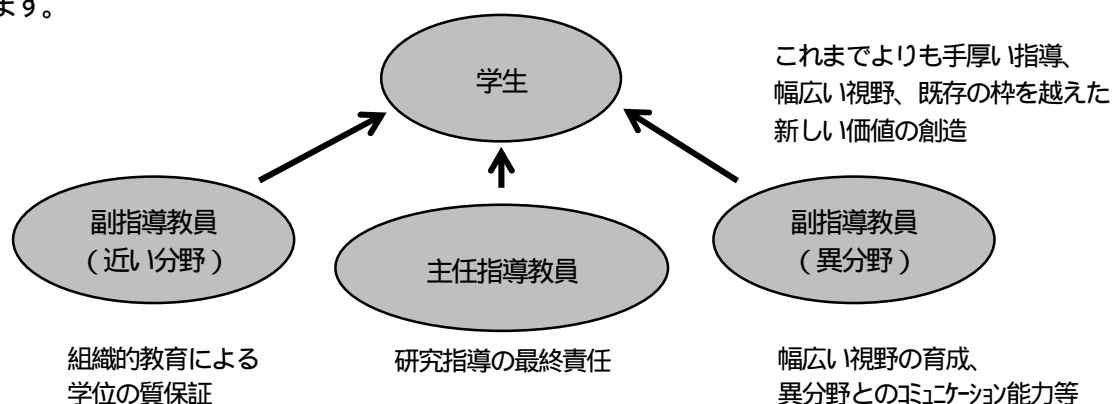 ます。
学生
これまでよりも手厚い指導、
幅広い視野、既存の枠を越えた
新しい価値の創造
副指導教員
(近い分野)
主任指導教員
副指導教員
(異分野)
組織的教育による
学位の質保証
研究指導の最終責任
幅広い視野の育成、
異分野とのコミュニケーション能力等